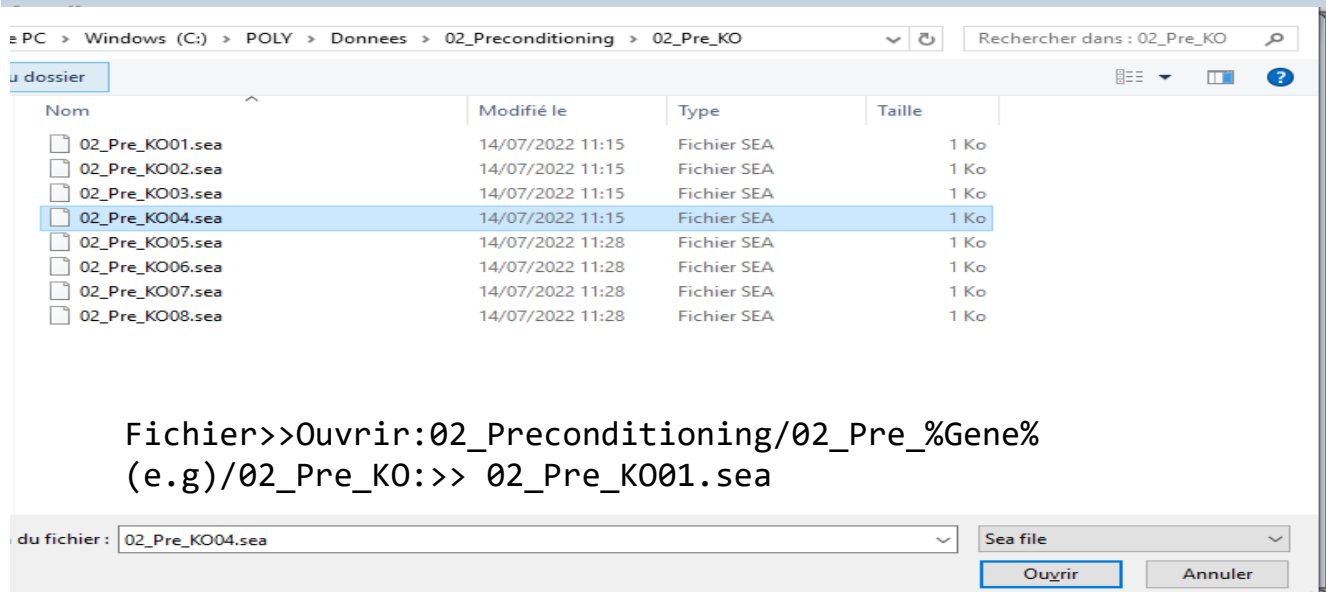 e PC > Windows (C:) > POLY > Donnees > 02_Preconditioning > 02_Pre_KO Rechercher dans : 02_Pre_KO
u dossier
Nom Modifié le Type Taille
02_Pre_KO01.sea 14/07/2022 11:15 Fichier SEA 1 Ko
02_Pre_KO02.sea 14/07/2022 11:15 Fichier SEA 1 Ko
02_Pre_KO03.sea 14/07/2022 11:15 Fichier SEA 1 Ko
02_Pre_KO04.sea 14/07/2022 11:15 Fichier SEA 1 Ko
02_Pre_KO05.sea 14/07/2022 11:28 Fichier SEA 1 Ko
02_Pre_KO06.sea 14/07/2022 11:28 Fichier SEA 1 Ko
02_Pre_KO07.sea 14/07/2022 11:28 Fichier SEA 1 Ko
02_Pre_KO08.sea 14/07/2022 11:28 Fichier SEA 1 Ko
Fichier>>Ouvrir:02_Preconditioning/02_Pre_%Gene%
(e.g)/02_Pre_KO:>> 02_Pre_KO01.sea
du fichier : 02_Pre_KO04.sea Sea file
Ouvrir Annuler